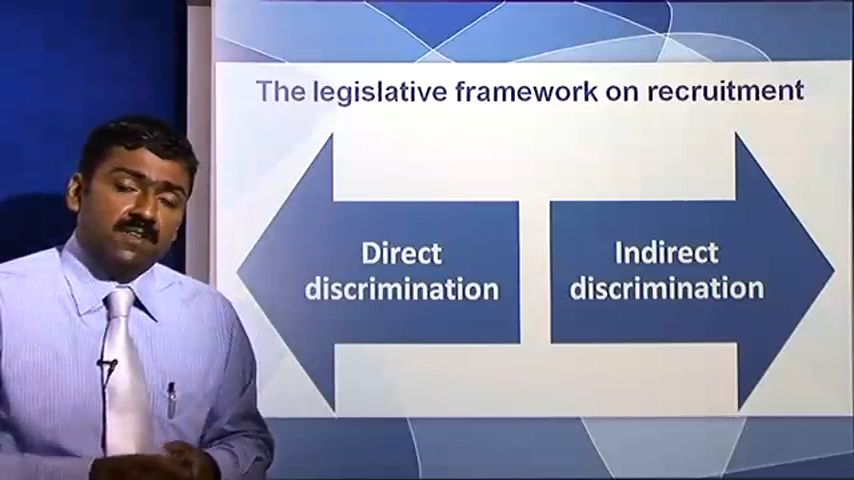 The legislative framework on recruitment
Direct
discrimination
Indirect
discrimination